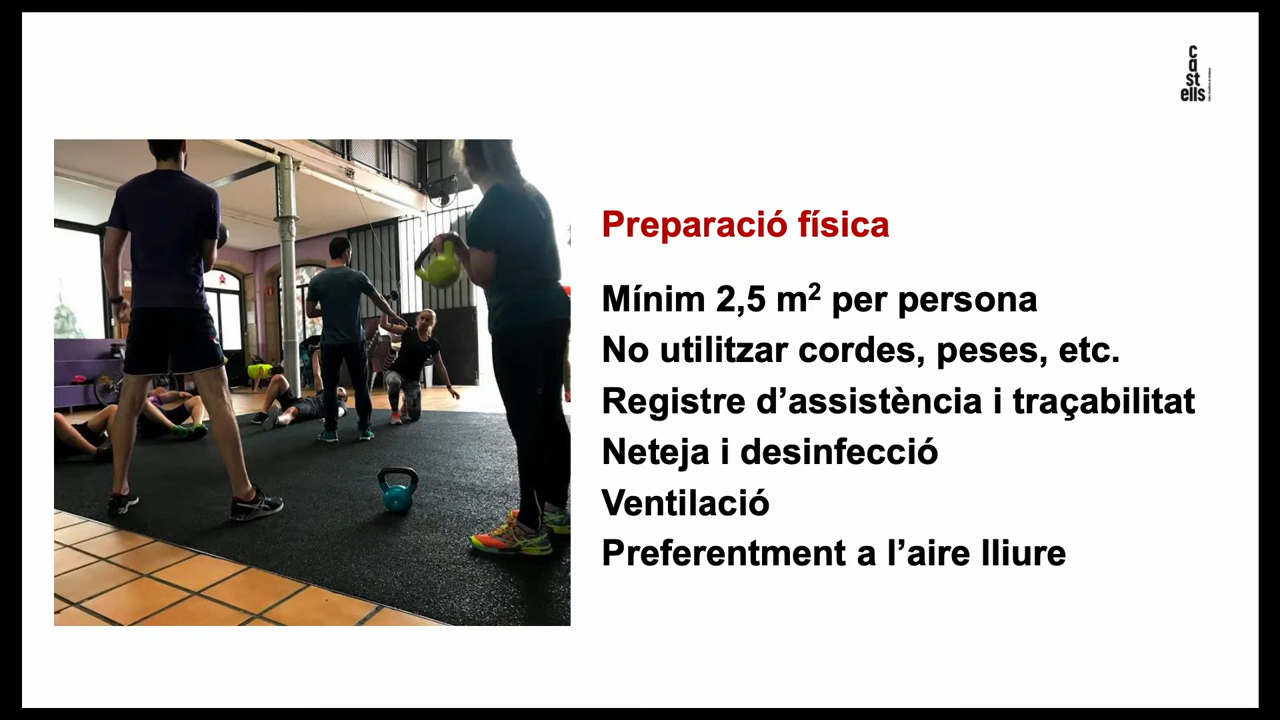 ca
st
ells
Preparació física
Mínim 2,5 m² per persona
No utilitzar cordes, peses, etc.
Registre d’assistència i traçabilitat
Neteja i desinfecció
Ventilació
Preferentment a l’aire lliure